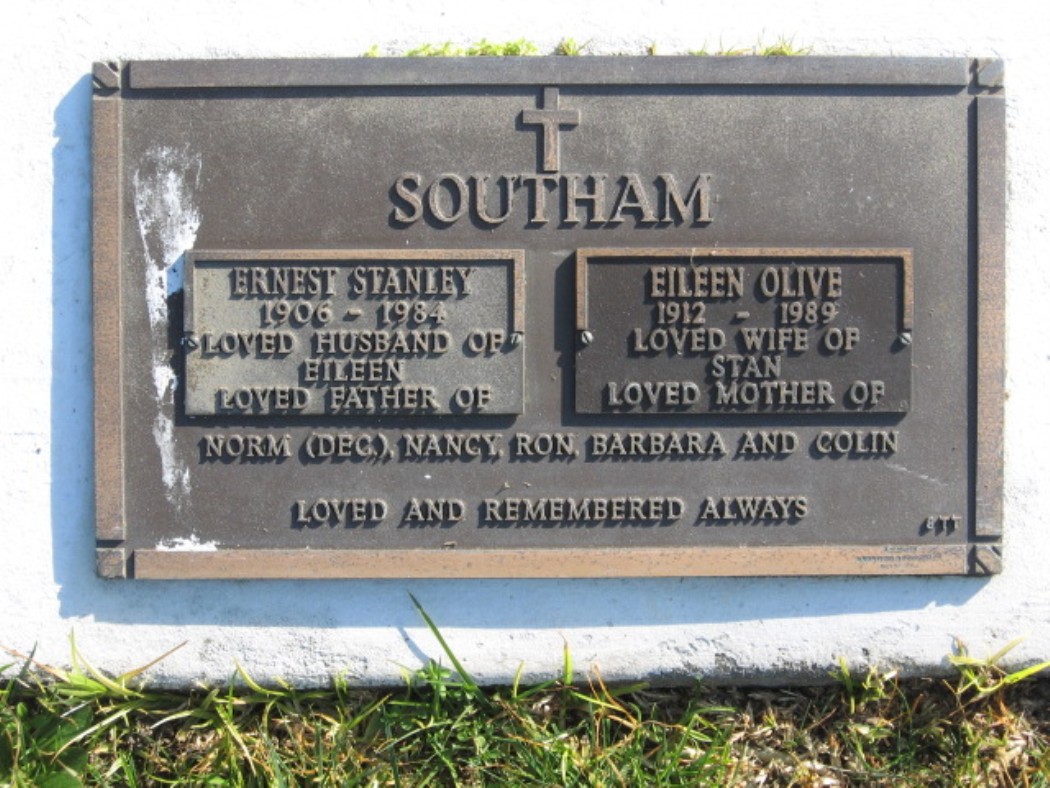 SOUTHAM
ERNEST STANLEY
1906 - 1984
LOVED HUSBAND OF
EILEEN
LOVED FATHER OF
EILEEN OLIVE
1912 - 1989
LOVED WIFE OF
STAN
LOVED MOTHER OF
NORM (DEC.), NANCY, RON, BARBARA AND COLIN
LOVED AND REMEMBERED ALWAYS
8TT